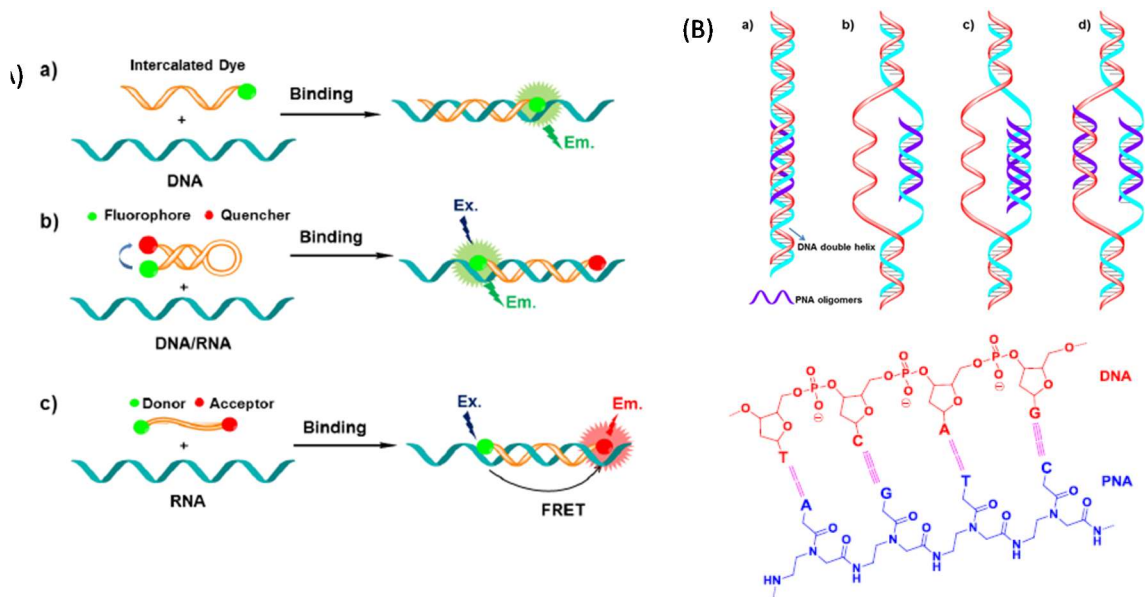 A)
a)
Intercalated Dye
+
DNA
Binding
Em.
b)
Fluorophore Quencher
+
DNA/RNA
Binding
Ex.
Em.
c)
Donor Acceptor
+
RNA
Binding
Ex.
Em.
FRET
(B)
a) b) c) d)
DNA double helix
PNA oligomers
DNA
O O P O O O P O O O P O O
O O O
T C A G
A G T C
PNA
O O O O
N O N O N O N O
HN N H N H N H N H